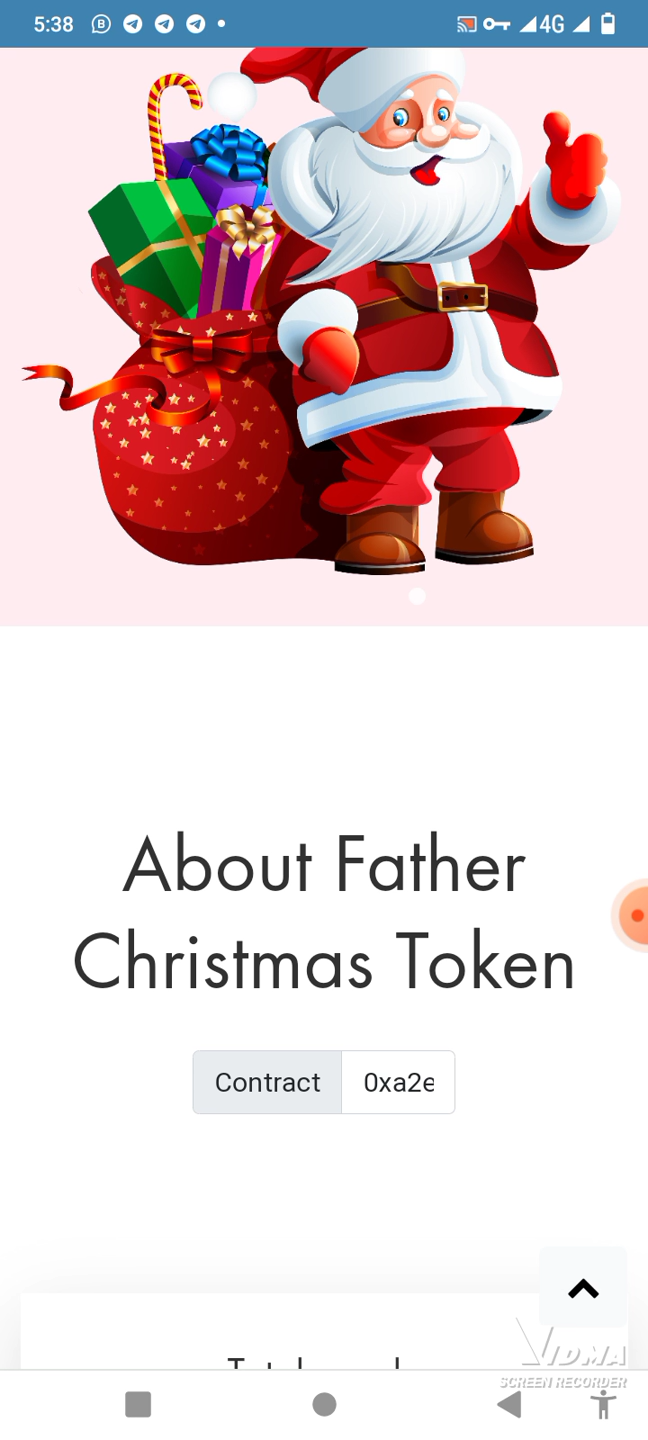 5:38
4G
About Father
Christmas Token
Contract 0xa2e
VIDMA
SCREEN RECORDER